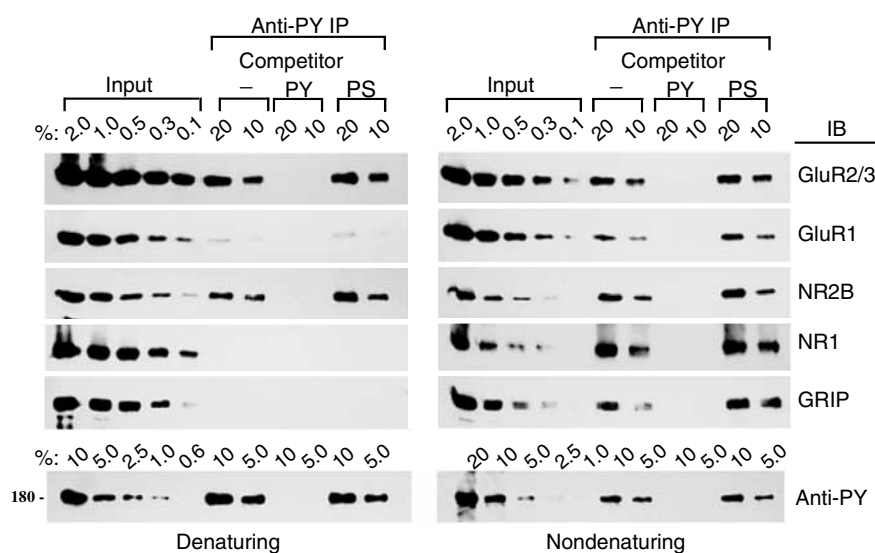 Anti-PY IP Anti-PY IP
Competitor Competitor
Input – PY PS Input – PY PS
%: 2.0 1.0 0.5 0.3 0.1 20 10 20 10 20 10 2.0 1.0 0.5 0.3 0.1 20 10 20 10 20 10 IB
GluR2/3
GluR1
NR2B
NR1
GRIP
%: 10 5.0 2.5 1.0 0.6 10 5.0 10 5.0 10 5.0 20 10 5.0 2.5 1.0 10 5.0 10 5.0 10 5.0
180 - Anti-PY
Denaturing Nondenaturing